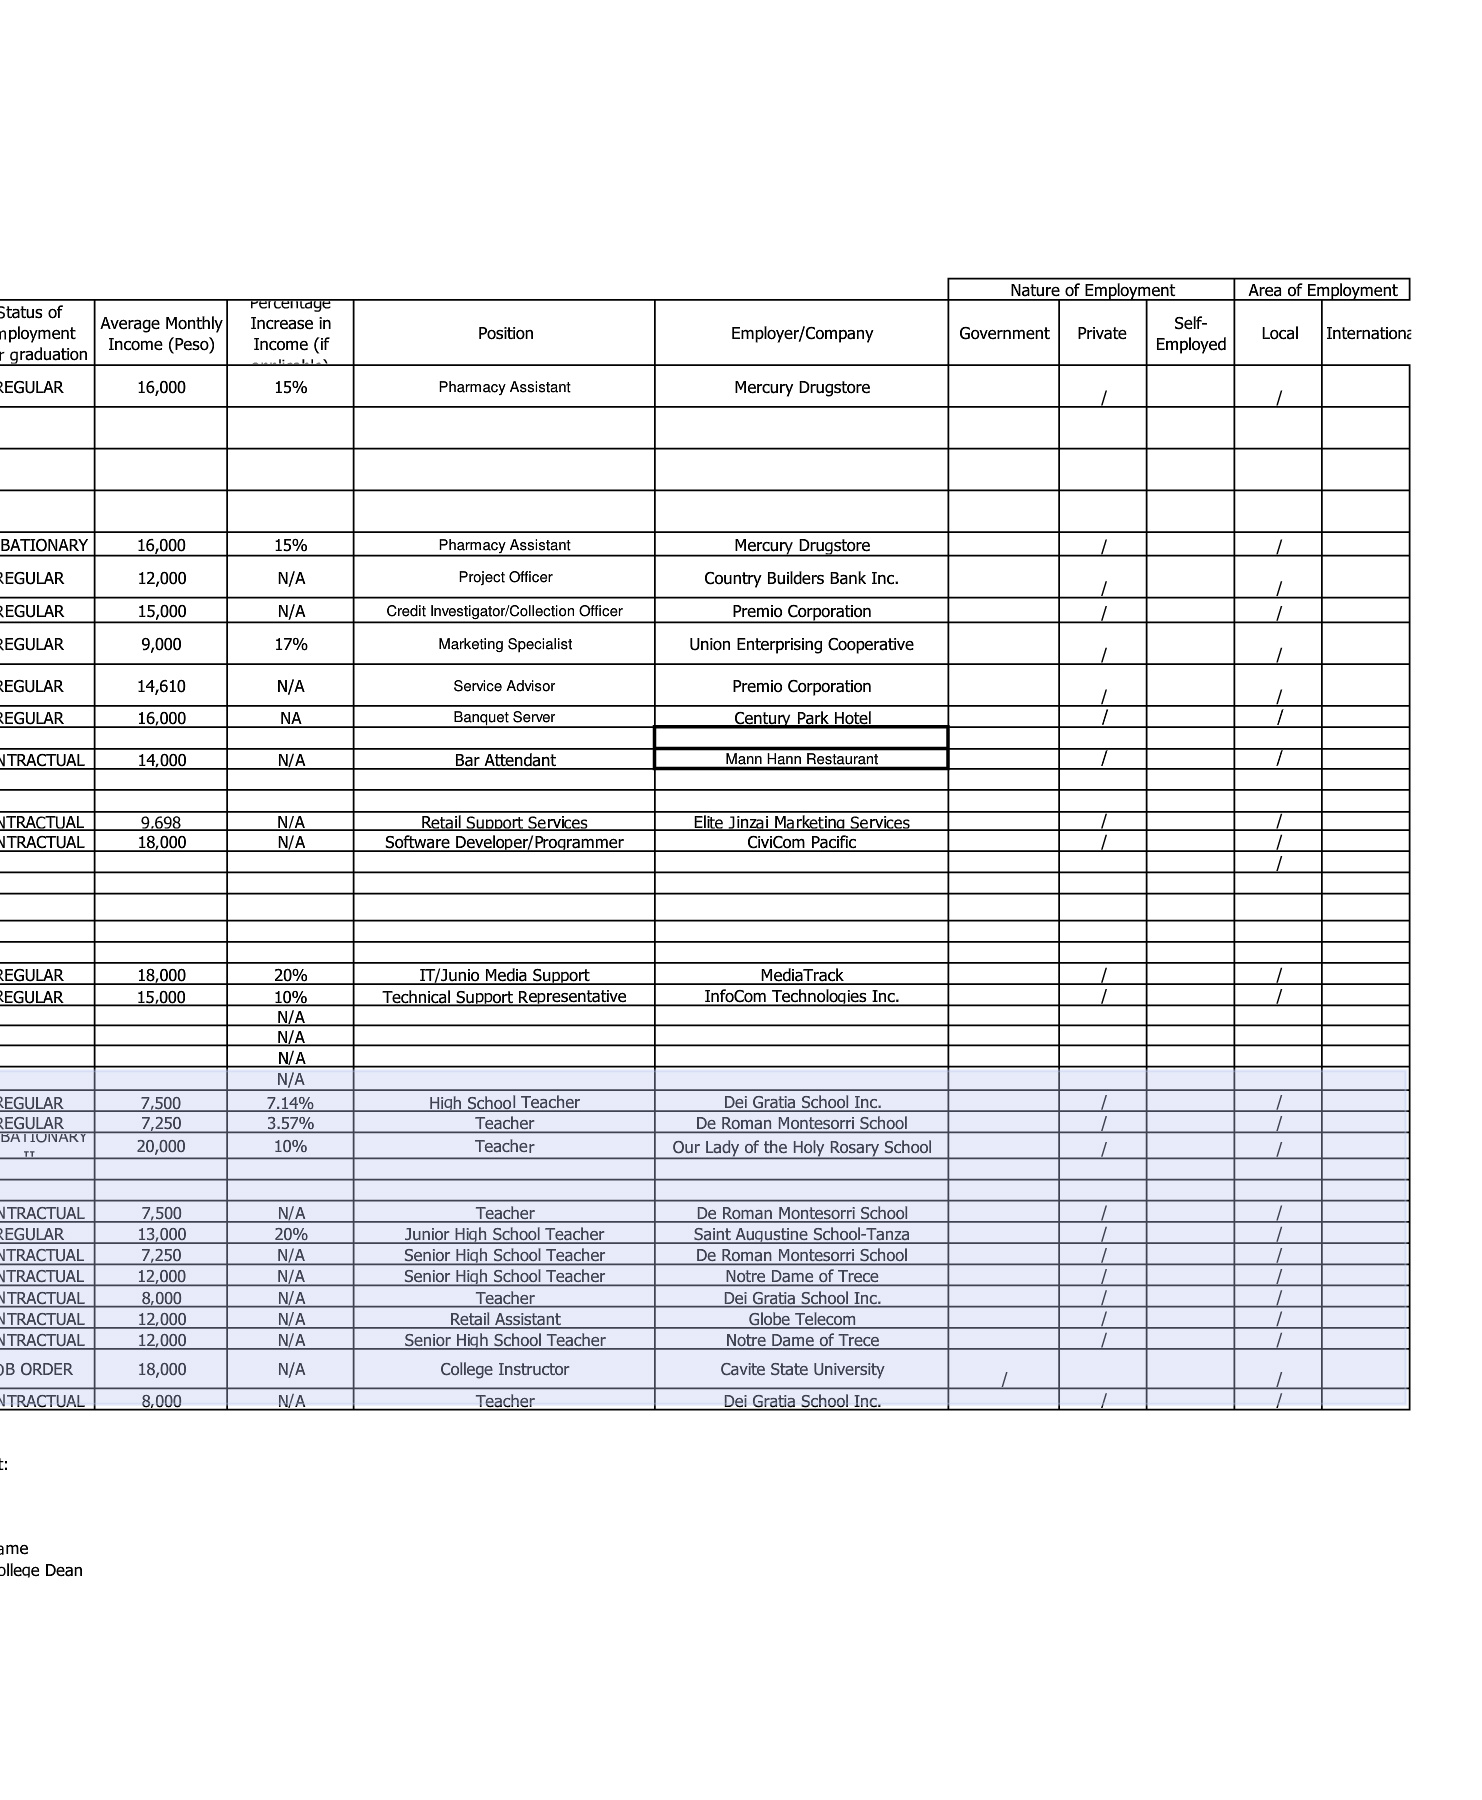 Nature of Employment Area of Employment
Status of
mployment
r graduation
Average Monthly
Income (Peso)
Percentage
Increase in
Income (if
applicable)
Position
Employer/Company
Government
Private
Self-
Employed
Local
Internationa
REGULAR 16,000 15% Pharmacy Assistant Mercury Drugstore / /
BATIONARY 16,000 15% Pharmacy Assistant Mercury Drugstore / /
REGULAR 12,000 N/A Project Officer Country Builders Bank Inc. / /
REGULAR 15,000 N/A Credit Investigator/Collection Officer Premio Corporation / /
REGULAR 9,000 17% Marketing Specialist Union Enterprising Cooperative / /
REGULAR 14,610 N/A Service Advisor Premio Corporation / /
REGULAR 16,000 NA Banquet Server Century Park Hotel / /
NTRACTUAL 14,000 N/A Bar Attendant Mann Hann Restaurant / /
NTRACTUAL 9,698 N/A Retail Support Services Elite Jinzai Marketing Services / /
NTRACTUAL 18,000 N/A Software Developer/Programmer CiviCom Pacific / /
/
REGULAR 18,000 20% IT/Junio Media Support MediaTrack / /
REGULAR 15,000 10% Technical Support Representative InfoCom Technologies Inc. / /
N/A
N/A
N/A
N/A
REGULAR 7,500 7.14% High School Teacher Dei Gratia School Inc. / /
REGULAR 7,250 3.57% Teacher De Roman Montesorri School / /
BATIONARY
II
20,000 10% Teacher Our Lady of the Holy Rosary School / /
NTRACTUAL 7,500 N/A Teacher De Roman Montesorri School / /
REGULAR 13,000 20% Junior High School Teacher Saint Augustine School-Tanza / /
NTRACTUAL 7,250 N/A Senior High School Teacher De Roman Montesorri School / /
NTRACTUAL 12,000 N/A Senior High School Teacher Notre Dame of Trece / /
NTRACTUAL 8,000 N/A Teacher Dei Gratia School Inc. / /
NTRACTUAL 12,000 N/A Retail Assistant Globe Telecom / /
NTRACTUAL 12,000 N/A Senior High School Teacher Notre Dame of Trece / /
OB ORDER 18,000 N/A College Instructor Cavite State University / /
NTRACTUAL 8,000 N/A Teacher Dei Gratia School Inc. / /
t:
ame
ollege Dean